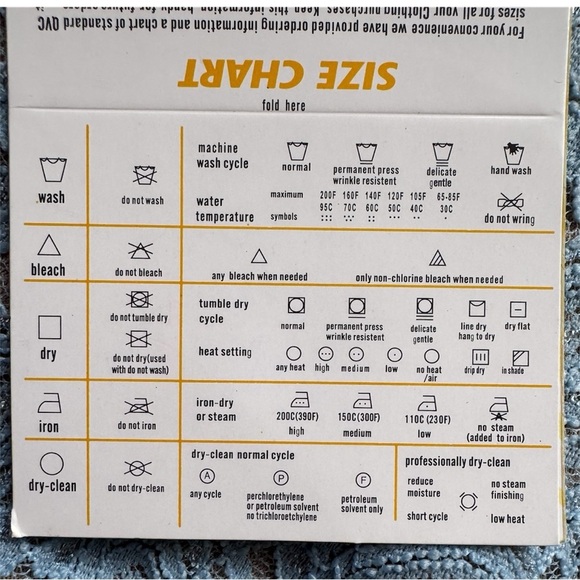 sizes for all your Clothing purchases. Keep this information handy for future orders
For your convenience we have provided ordering information and a chart of standard QVC
SIZE CHART
fold here
wash
do not wash
machine
wash cycle
normal
permanent press
wrinkle resistent
delicate
gentle
hand wash
water
temperature
maximum
200F 160F 140F 120F 105F 65-85F
95C 70C 60C 50C 40C 30C
symbols
do not wring
bleach
do not bleach
any bleach when needed
only non-chlorine bleach when needed
dry
do not tumble dry
do not dry(used
with do not wash)
tumble dry
cycle
normal
permanent press
wrinkle resistent
delicate
gentle
line dry
hang to dry
dry flat
heat setting
any heat
high
medium
low
no heat
/air
drip dry
in shade
iron
do not iron
iron-dry
or steam
200C(390F)
high
150C(300F)
medium
110C (230F)
low
no steam
(added to iron)
dry-clean
do not dry-clean
dry-clean normal cycle
A
any cycle
P
perchlorethylene
or petroleum solvent
no trichloroetchylene
F
petroleum
solvent only
professionally dry-clean
reduce
moisture
no steam
finishing
short cycle
low heat